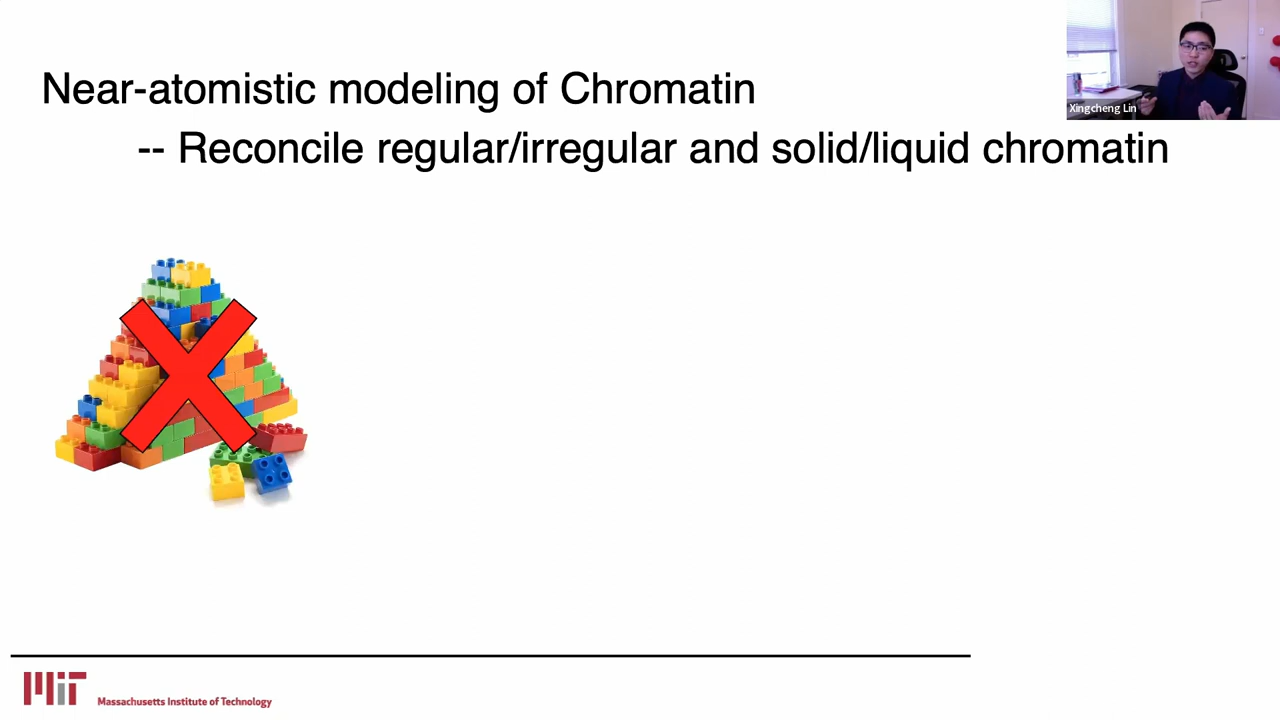 Near-atomistic modeling of Chromatin
-- Reconcile regular/irregular and solid/liquid chromatin
Xingcheng Lin
MIT
Massachusetts Institute of Technology